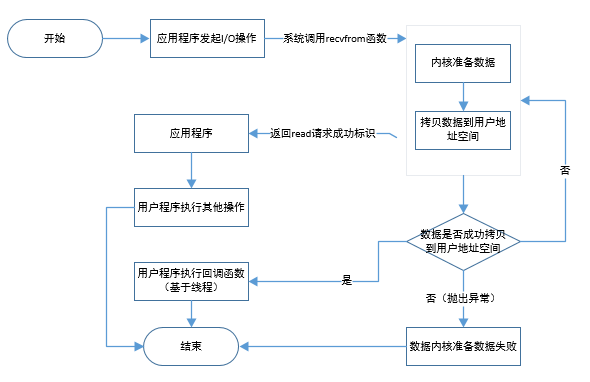 开始
应用程序发起I/O操作
系统调用recvfrom函数
内核准备数据
拷贝数据到用户地
址空间
应用程序
返回read请求成功标识
否
用户程序执行其他操作
数据是否成功拷贝
到用户地址空间
用户程序执行回调函数
（基于线程）
是
否（抛出异常）
结束
数据内核准备数据失败